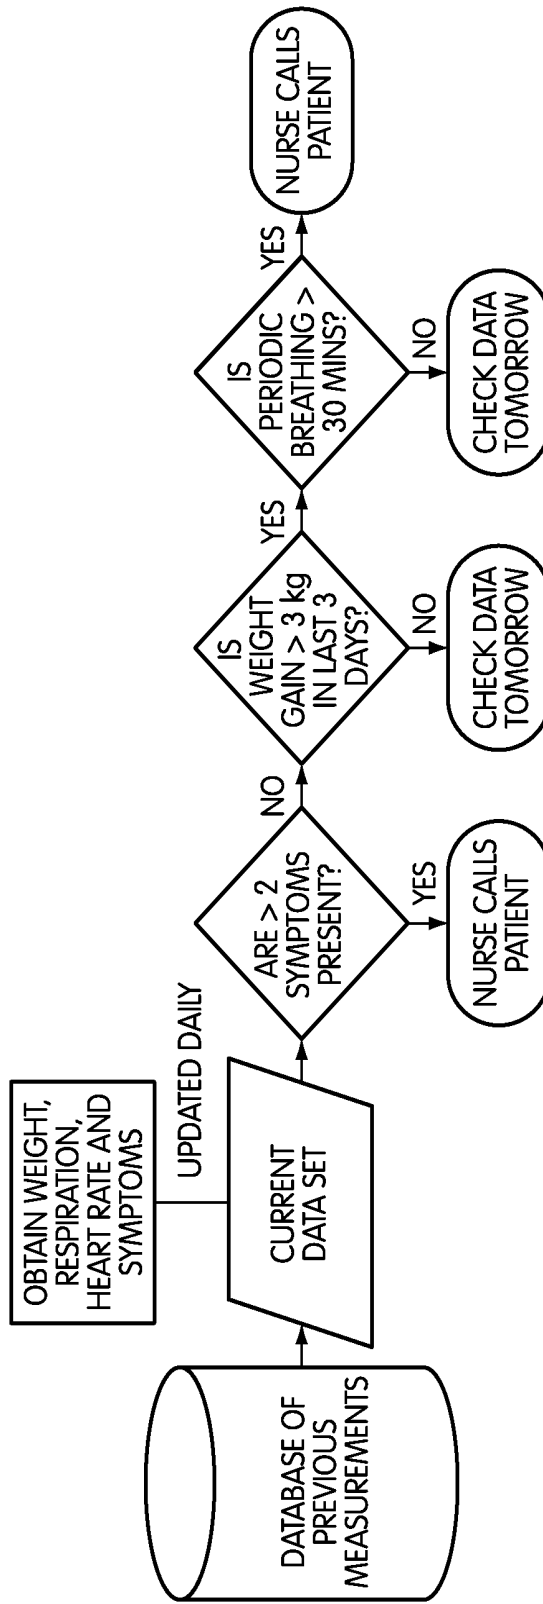 OBTAIN WEIGHT,
RESPIRATION,
HEART RATE AND
SYMPTOMS
UPDATED DAILY
DATABASE OF
PREVIOUS
MEASUREMENTS
CURRENT
DATA SET
ARE > 2
SYMPTOMS
PRESENT?
YES
NURSE CALLS
PATIENT
NO
IS
WEIGHT
GAIN > 3 kg
IN LAST 3
DAYS?
NO
CHECK DATA
TOMORROW
YES
IS
PERIODIC
BREATHING >
30 MINS?
NO
CHECK DATA
TOMORROW
YES
NURSE CALLS
PATIENT